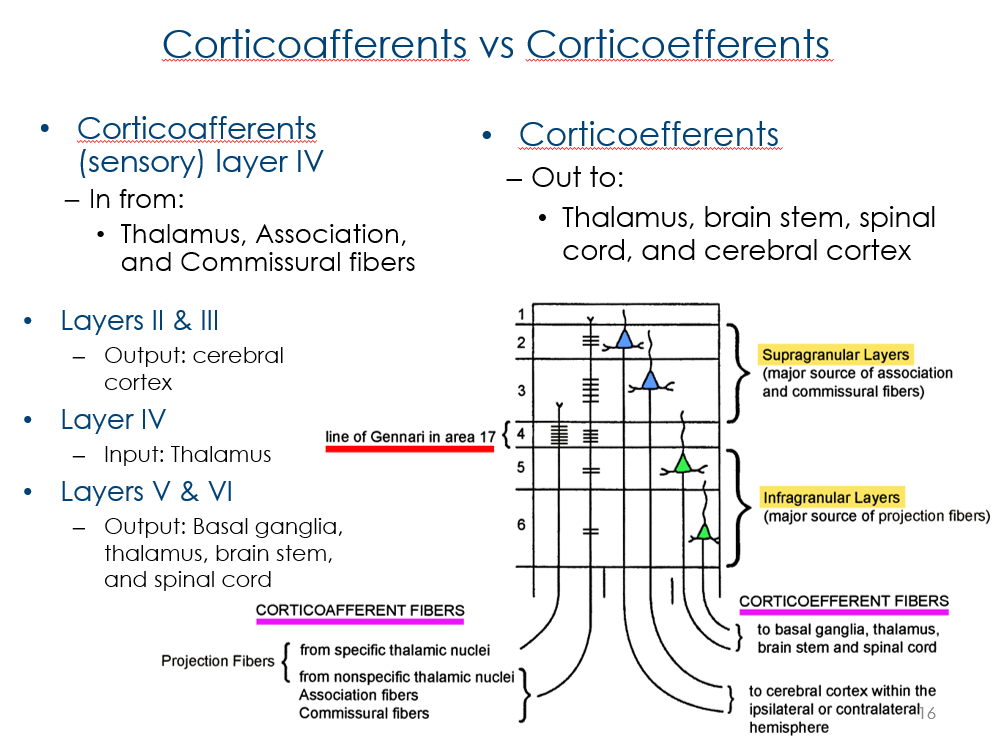 Corticoafferents vs Corticoefferents
• Corticoafferents
(sensory) layer IV
– In from:
• Thalamus, Association,
and Commissural fibers
• Layers II & III
– Output: cerebral
cortex
• Layer IV
– Input: Thalamus
• Layers V & VI
– Output: Basal ganglia,
thalamus, brain stem,
and spinal cord
• Corticoefferents
– Out to:
• Thalamus, brain stem, spinal
cord, and cerebral cortex
1
2
3
4
5
6
line of Gennari in area 17
Supragranular Layers
(major source of association
and commissural fibers)
Infragranular Layers
(major source of projection fibers)
CORTICOAFFERENT FIBERS
Projection Fibers
from specific thalamic nuclei
from nonspecific thalamic nuclei
Association fibers
Commissural fibers
CORTICOEFFERENT FIBERS
to basal ganglia, thalamus,
brain stem and spinal cord
to cerebral cortex within the
ipsilateral or contralateral
hemisphere
16